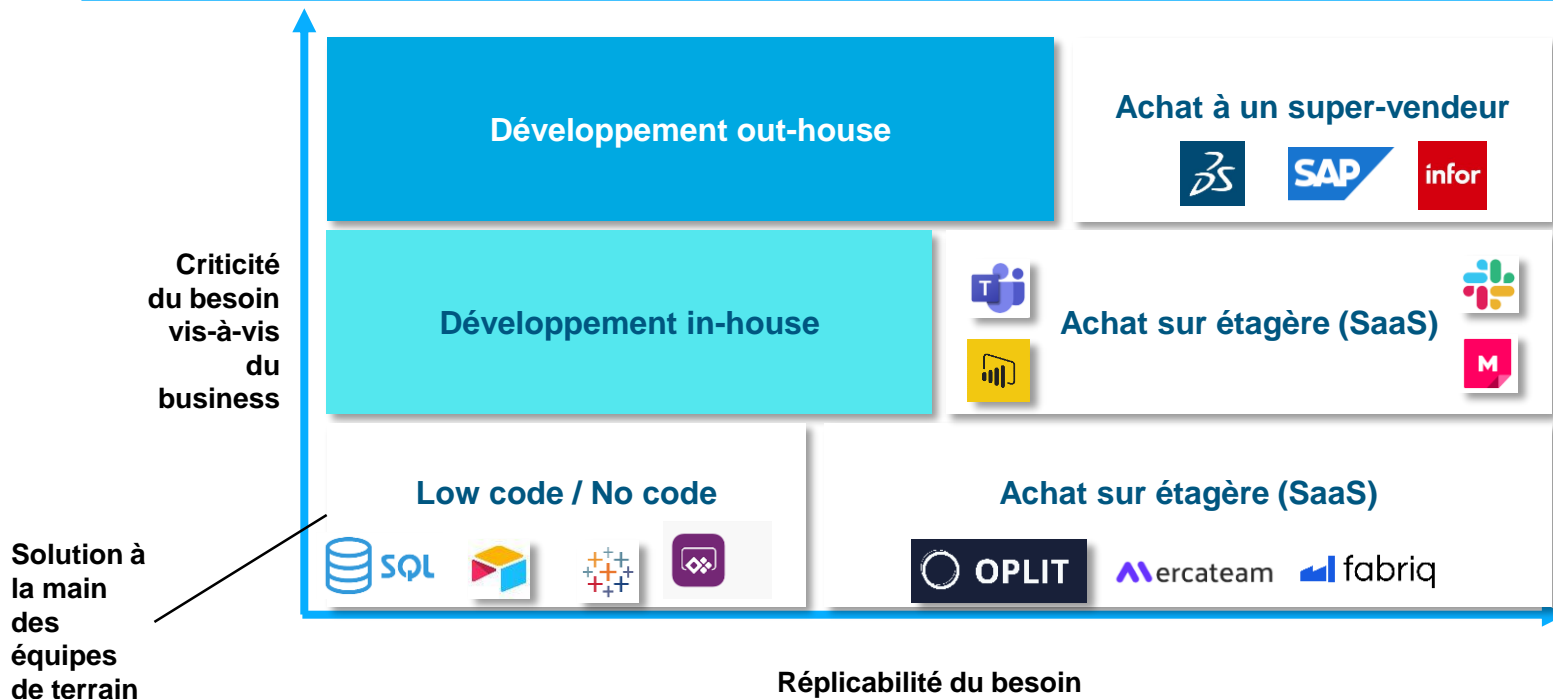 Développement out-house
Achat à un super-vendeur
3DS
SAP
infor
Criticité
du besoin
vis-à-vis
du
business
Développement in-house
T
Achat sur étagère (SaaS)
M
Low code / No code
Achat sur étagère (SaaS)
Solution à
la main
des
équipes
de terrain
SQL
OPLIT
Mercateam
fabriq
Réplicabilité du besoin